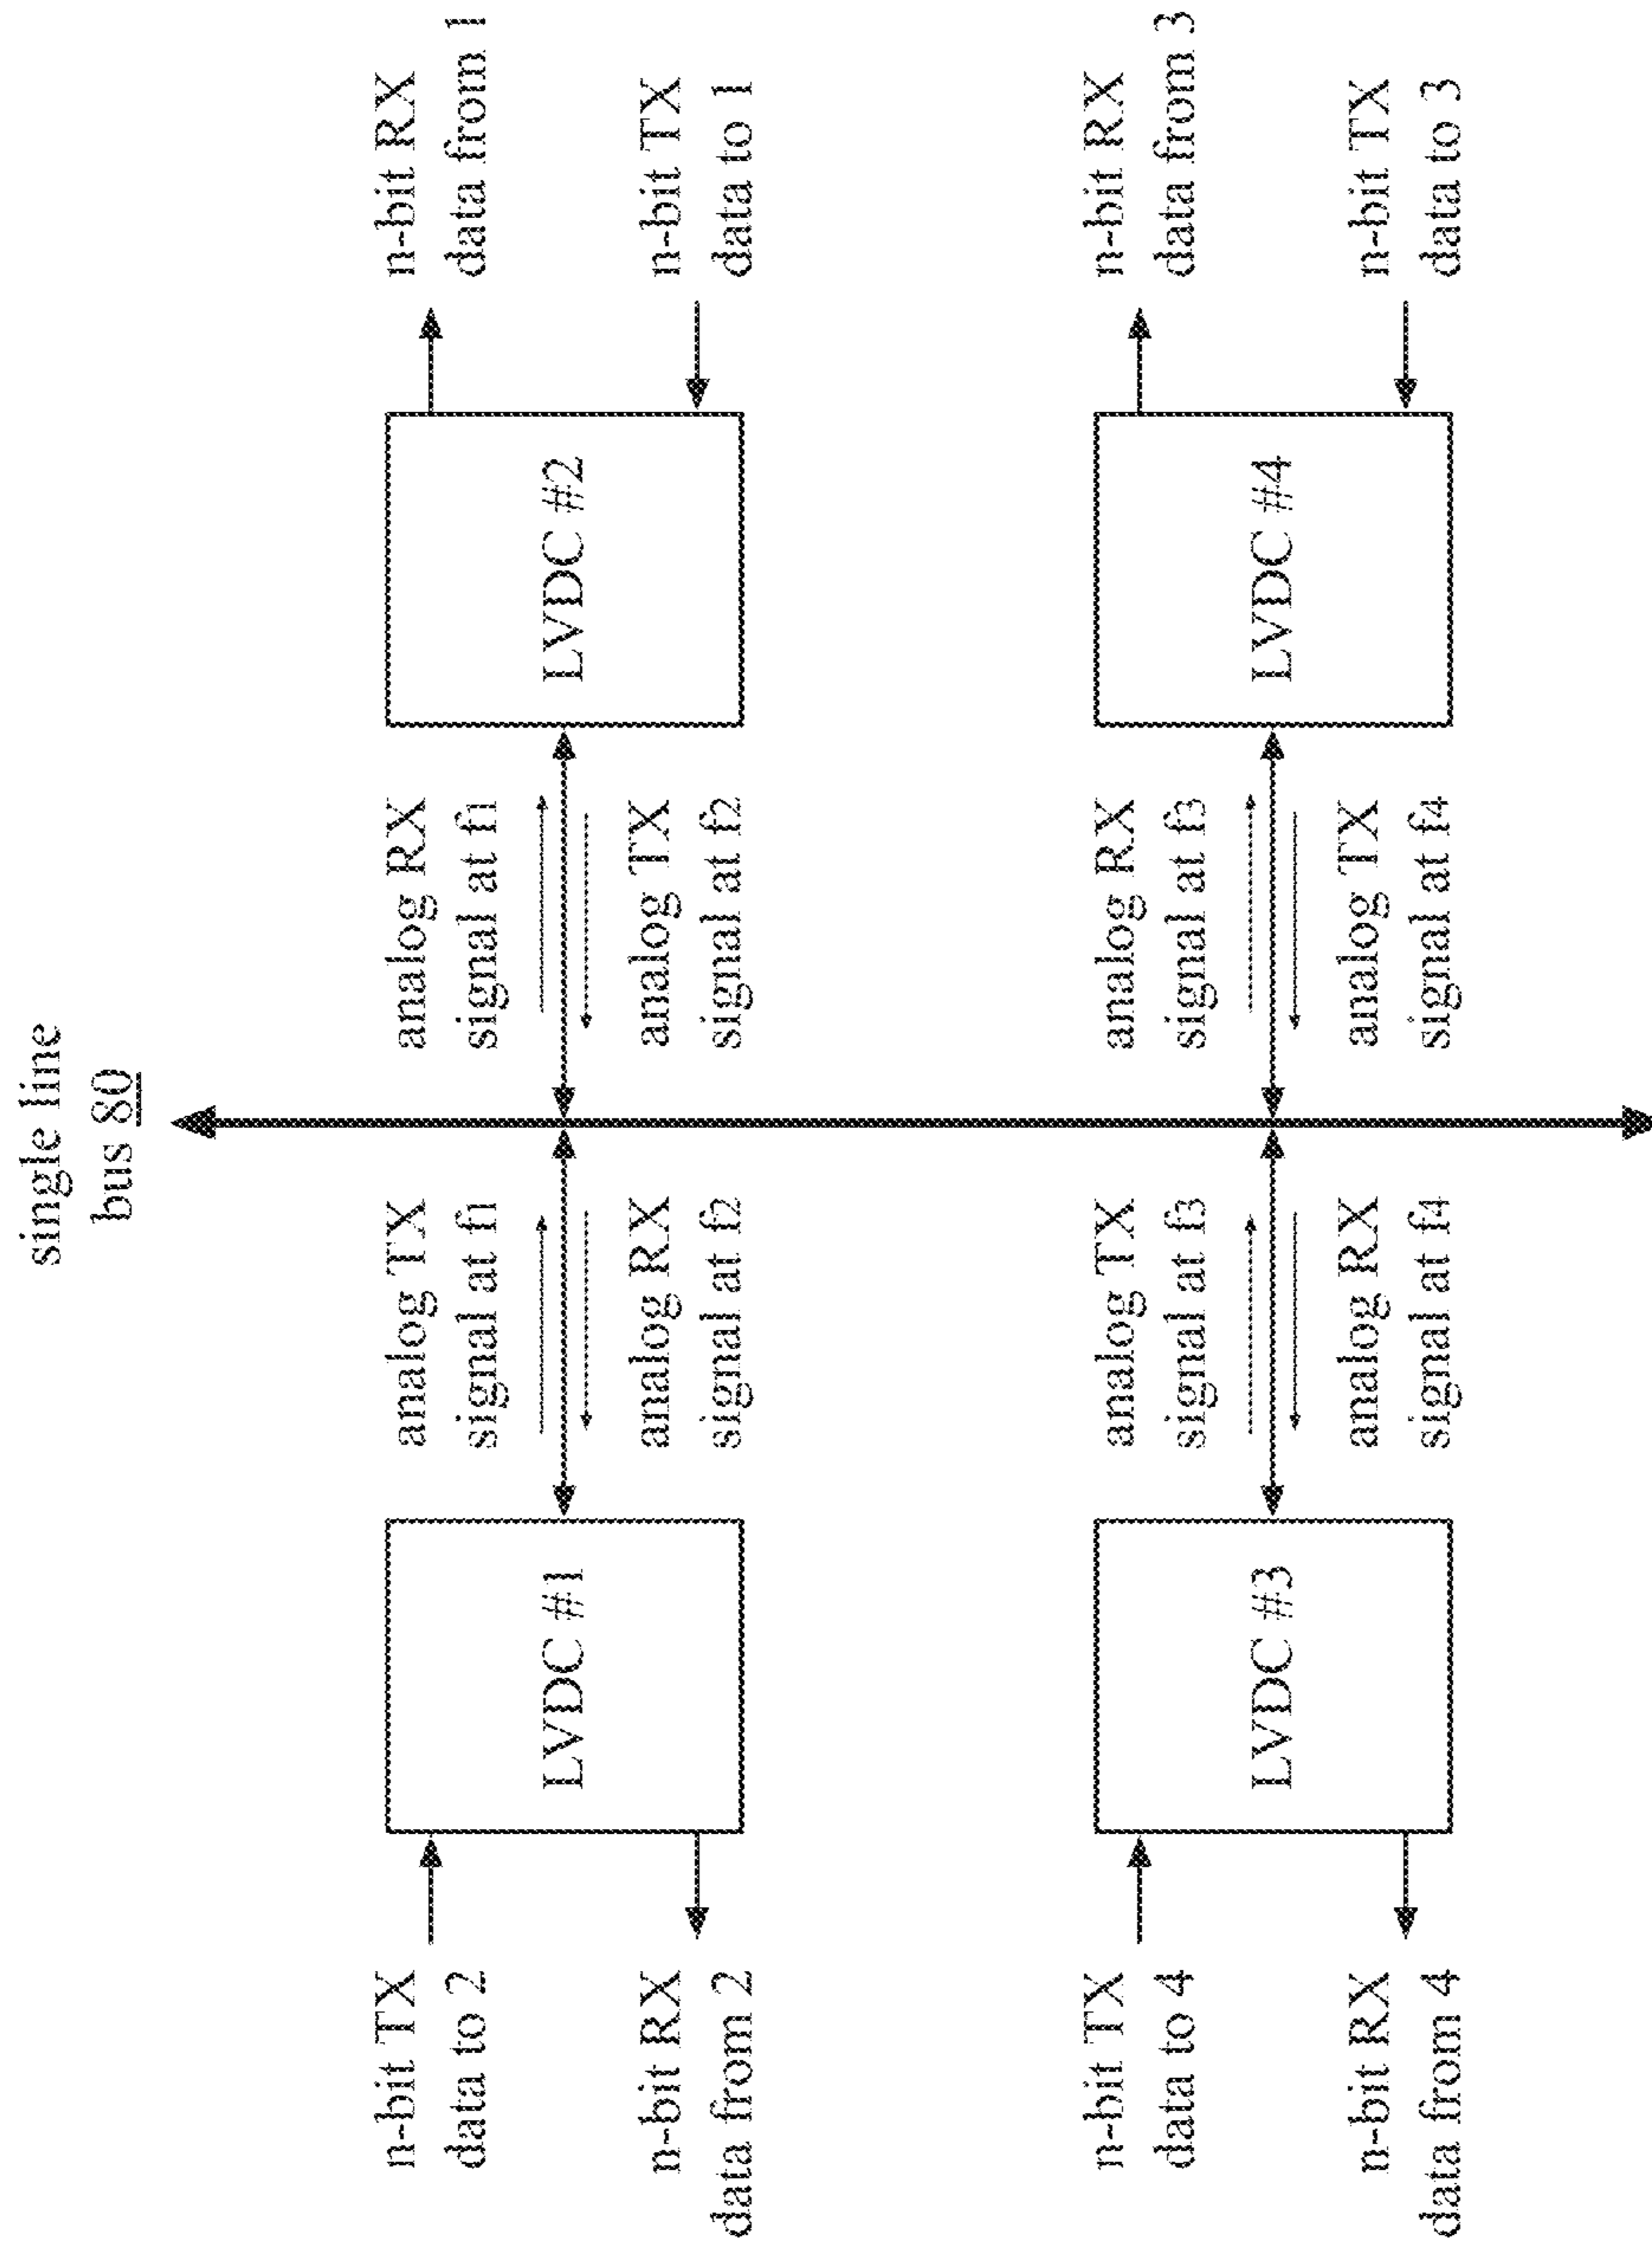 single line
bus 80
n-bit TX
data to 2
n-bit RX
data from 2
LVDC #1
analog TX
signal at f1
analog RX
signal at f2
analog RX
signal at f1
analog TX
signal at f2
LVDC #2
n-bit RX
data from 1
n-bit TX
data to 1
n-bit TX
data to 4
n-bit RX
data from 4
LVDC #3
analog TX
signal at f3
analog RX
signal at f4
analog RX
signal at f3
analog TX
signal at f4
LVDC #4
n-bit RX
data from 3
n-bit TX
data to 3